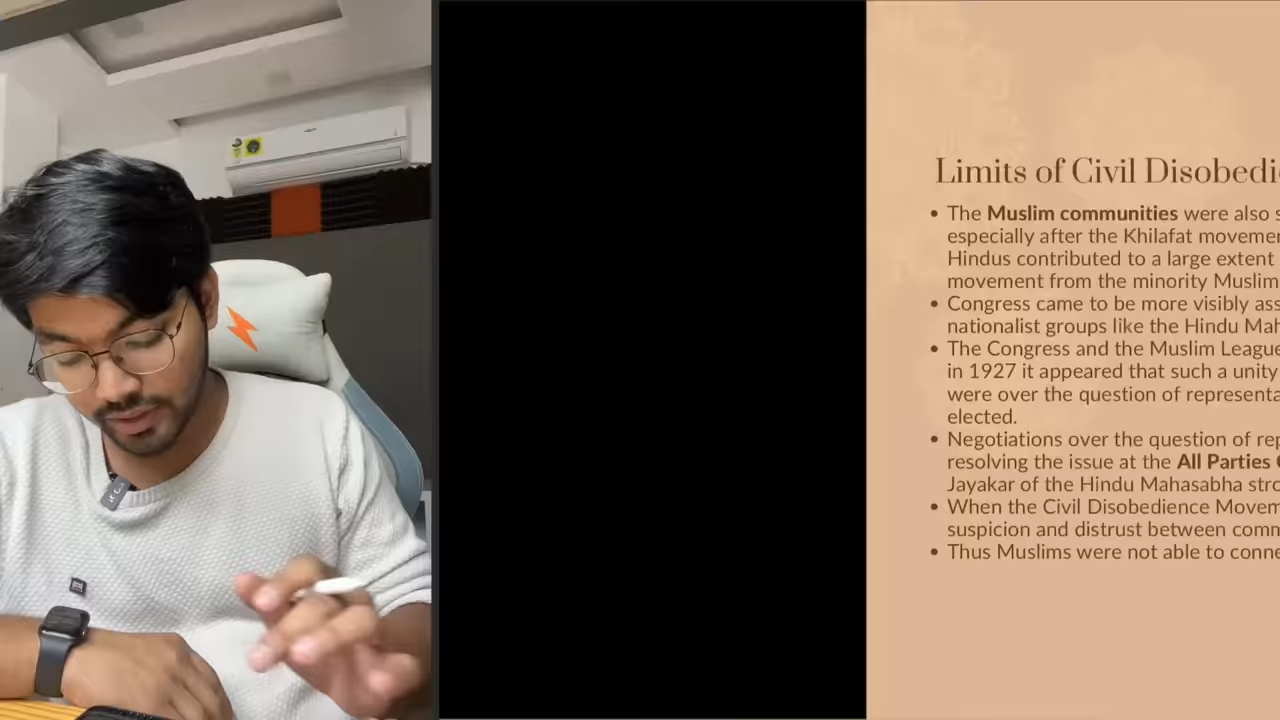 Limits of Civil Disobedie
• The Muslim communities were also s
especially after the Khilafat movemen
Hindus contributed to a large extent
movement from the minority Muslim
• Congress came to be more visibly ass
nationalist groups like the Hindu Mah
• The Congress and the Muslim League
in 1927 it appeared that such a unity
were over the question of representa
elected.
• Negotiations over the question of rep
resolving the issue at the All Parties C
Jayakar of the Hindu Mahasabha stro
• When the Civil Disobedience Movem
suspicion and distrust between comm
• Thus Muslims were not able to conne